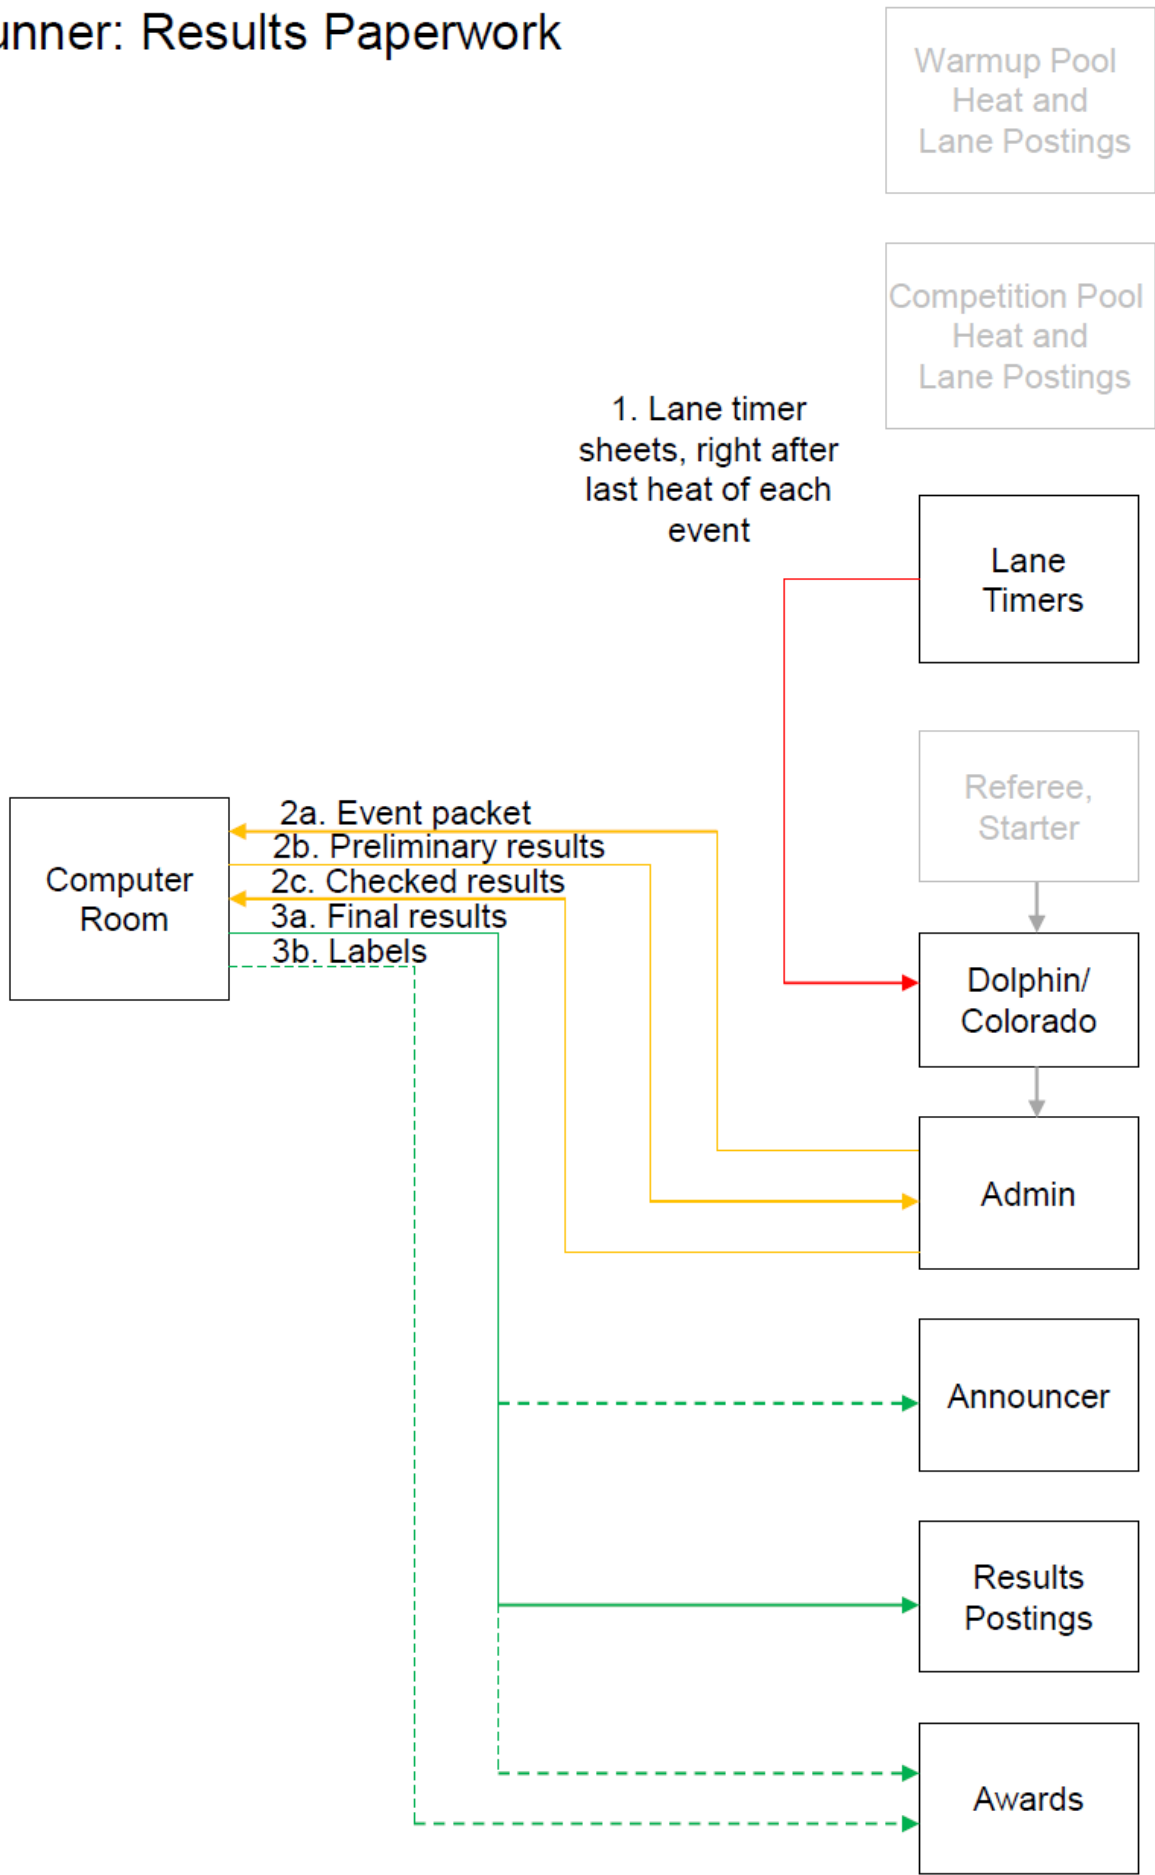 unner: Results Paperwork
Warmup Pool
Heat and
Lane Postings
Competition Pool
Heat and
Lane Postings
1. Lane timer
sheets, right after
last heat of each
event
Lane
Timers
Referee,
Starter
Computer
Room
2a. Event packet
2b. Preliminary results
2c. Checked results
3a. Final results
3b. Labels
Dolphin/
Colorado
Admin
Announcer
Results
Postings
Awards